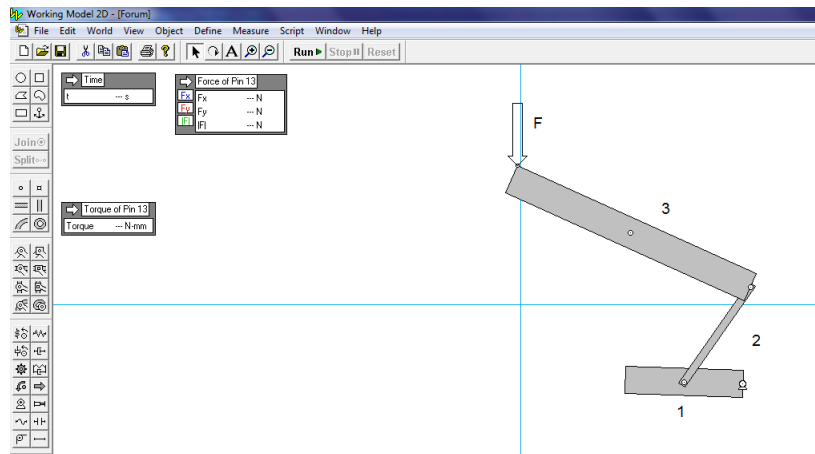 Working Model 2D - [Forum]
File Edit World View Object Define Measure Script Window Help
A Run Stop Reset
Time
t --- s
Force of Pin 13
Fx Fx --- N
Fy Fy --- N
|F| |F| --- N
Join
Split
Torque of Pin 13
Torque --- N-mm
F
3
2
1